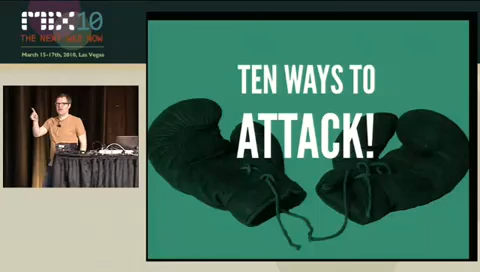 MIX10
THE NEXT WEB NOW
March 15-17th, 2010, Las Vegas
TEN WAYS TO
ATTACK!